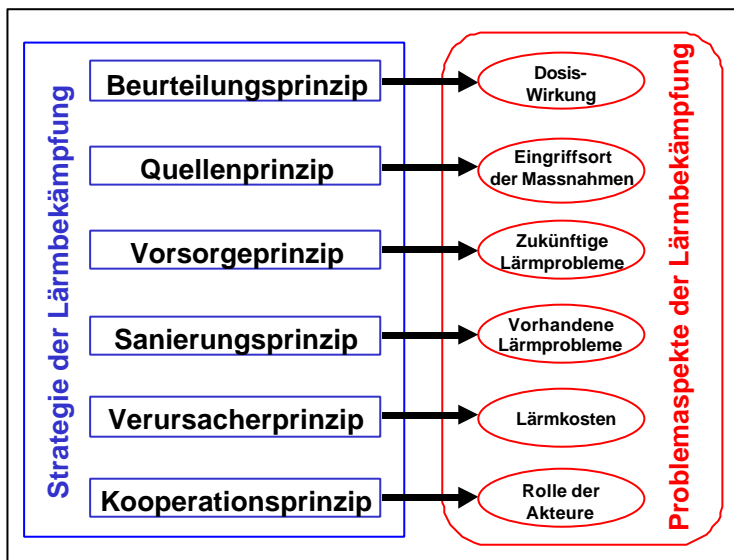 Strategie der Lärmbekämpfung
Beurteilungsprinzip
Dosis-
Wirkung
Quellenprinzip
Eingriffsort
der Massnahmen
Vorsorgeprinzip
Zukünftige
Lärmprobleme
Sanierungsprinzip
Vorhandene
Lärmprobleme
Verursacherprinzip
Lärmkosten
Kooperationsprinzip
Rolle der
Akteure
Problemaspekte der Lärmbekämpfung